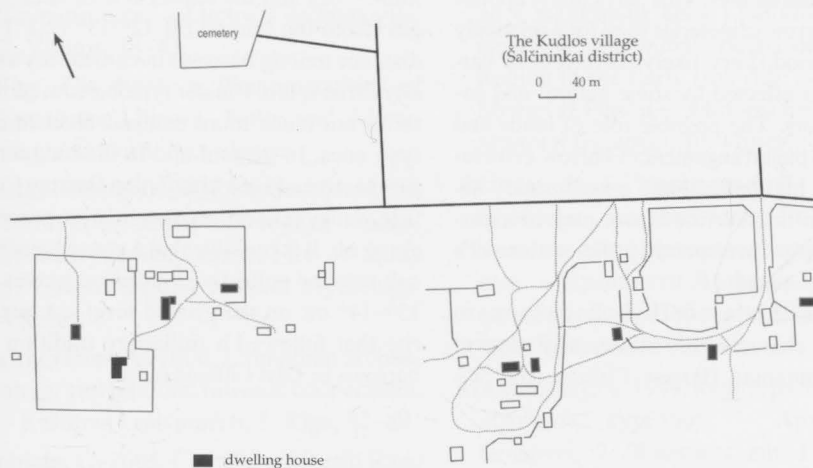 cemetery
The Kudlos village
(Šalčininkai district)
0 40 m
dwelling house